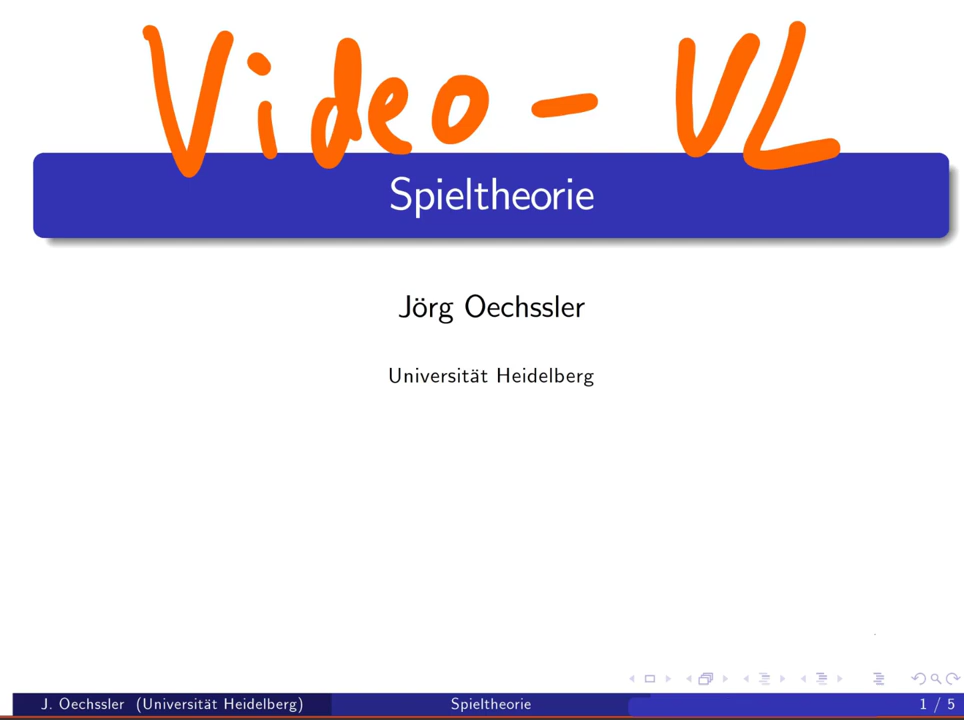 Video - VL
Spieltheorie
Jörg Oechssler
Universität Heidelberg
J. Oechssler (Universität Heidelberg) Spieltheorie 1 / 5